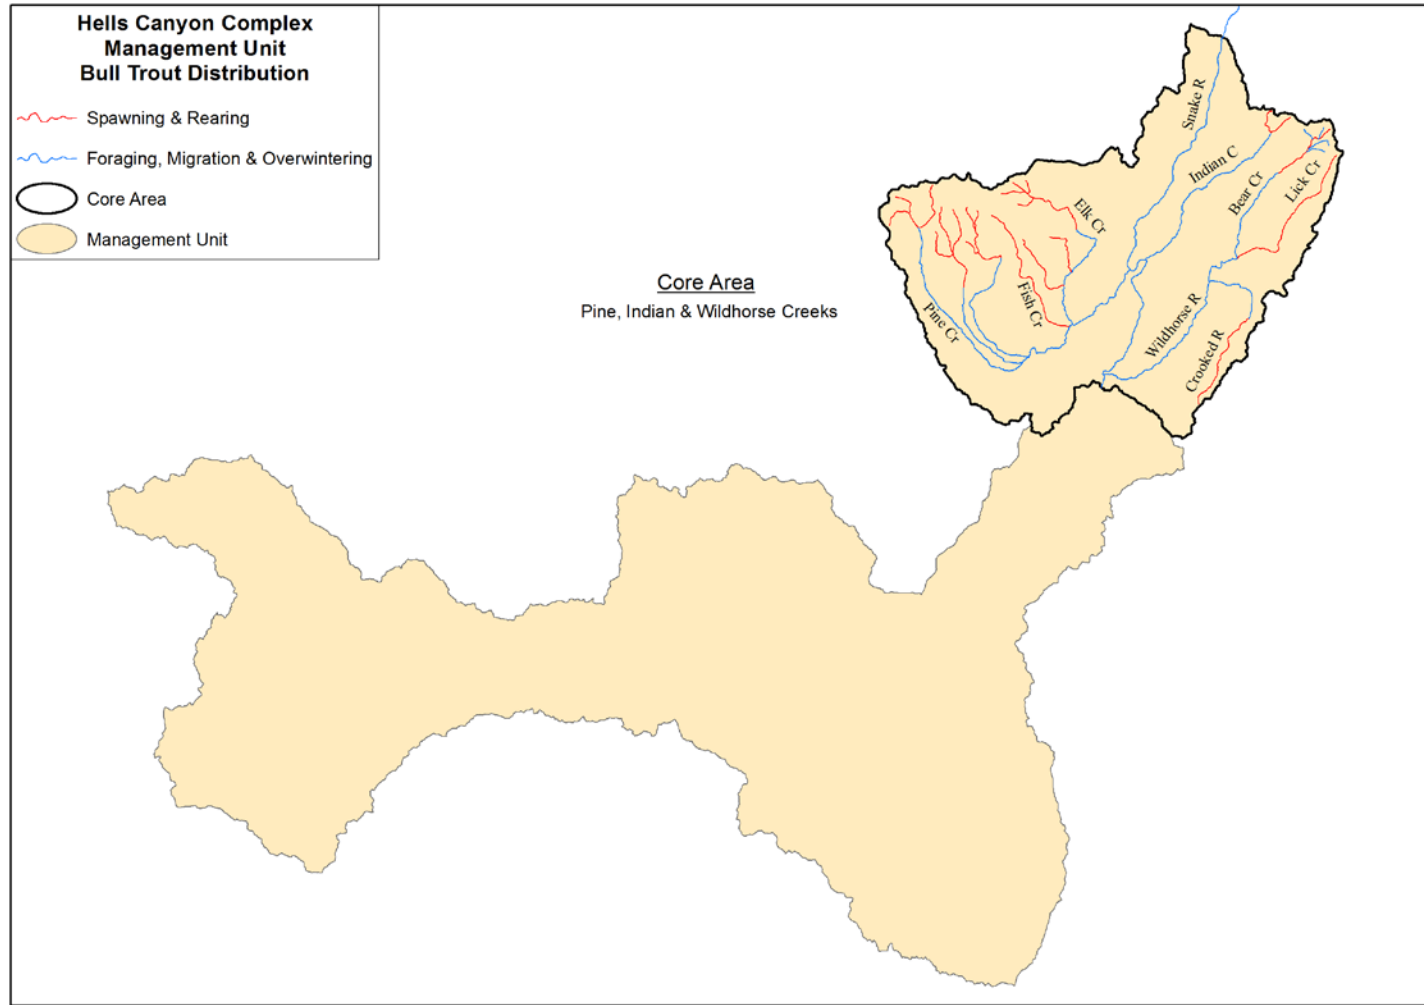 Hells Canyon Complex
Management Unit
Bull Trout Distribution
Spawning & Rearing
Foraging, Migration & Overwintering
Core Area
Management Unit
Core Area
Pine, Indian & Wildhorse Creeks
Snake R
Indian C
Bear Cr
Lick Cr
Elk Cr
Fish Cr
Pine Cr
Wildhorse R
Crooked R